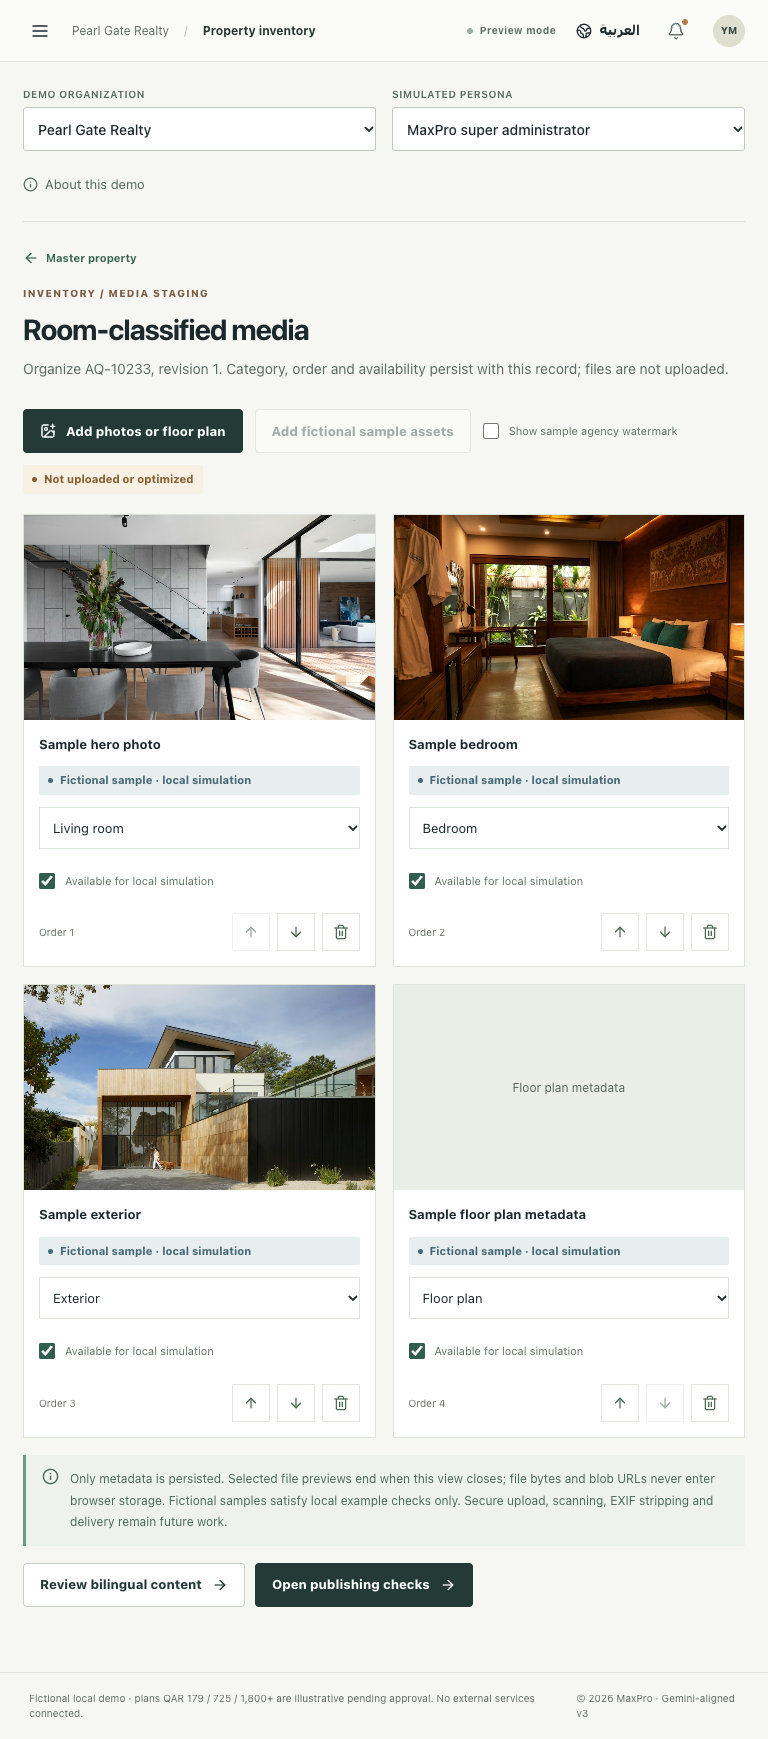 Pearl Gate Realty / Property inventory
Preview mode
العربية
YM
DEMO ORGANIZATION
Pearl Gate Realty
SIMULATED PERSONA
MaxPro super administrator
About this demo
Master property
INVENTORY / MEDIA STAGING
Room-classified media
Organize AQ-10233, revision 1. Category, order and availability persist with this record; files are not uploaded.
Add photos or floor plan
Add fictional sample assets
Show sample agency watermark
Not uploaded or optimized
Sample hero photo
Fictional sample · local simulation
Living room
Available for local simulation
Order 1
Sample bedroom
Fictional sample · local simulation
Bedroom
Available for local simulation
Order 2
Sample exterior
Fictional sample · local simulation
Exterior
Available for local simulation
Order 3
Floor plan metadata
Sample floor plan metadata
Fictional sample · local simulation
Floor plan
Available for local simulation
Order 4
Only metadata is persisted. Selected file previews end when this view closes; file bytes and blob URLs never enter
browser storage. Fictional samples satisfy local example checks only. Secure upload, scanning, EXIF stripping and
delivery remain future work.
Review bilingual content
Open publishing checks
Fictional local demo · plans QAR 179 / 725 / 1,800+ are illustrative pending approval. No external services
connected.
© 2026 MaxPro · Gemini-aligned
v3